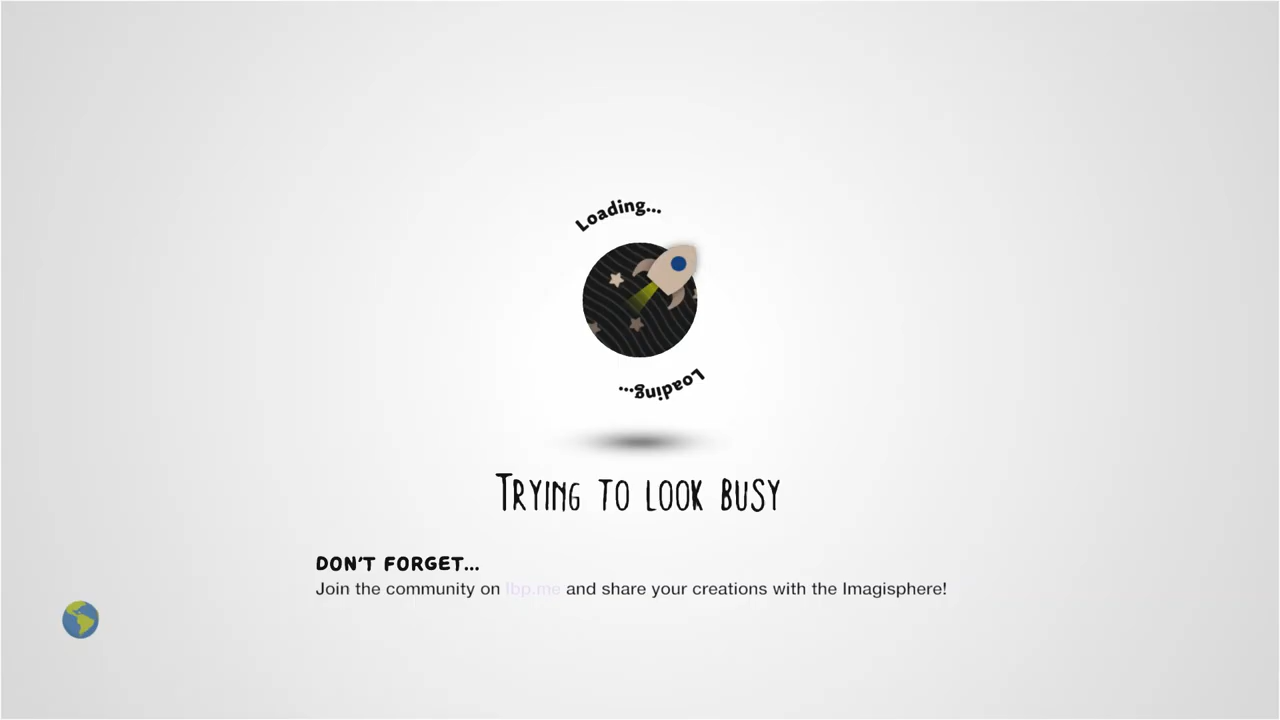 Loading...
Loading...
Trying to look busy
DON'T FORGET...
Join the community on lbp.me and share your creations with the Imagisphere!